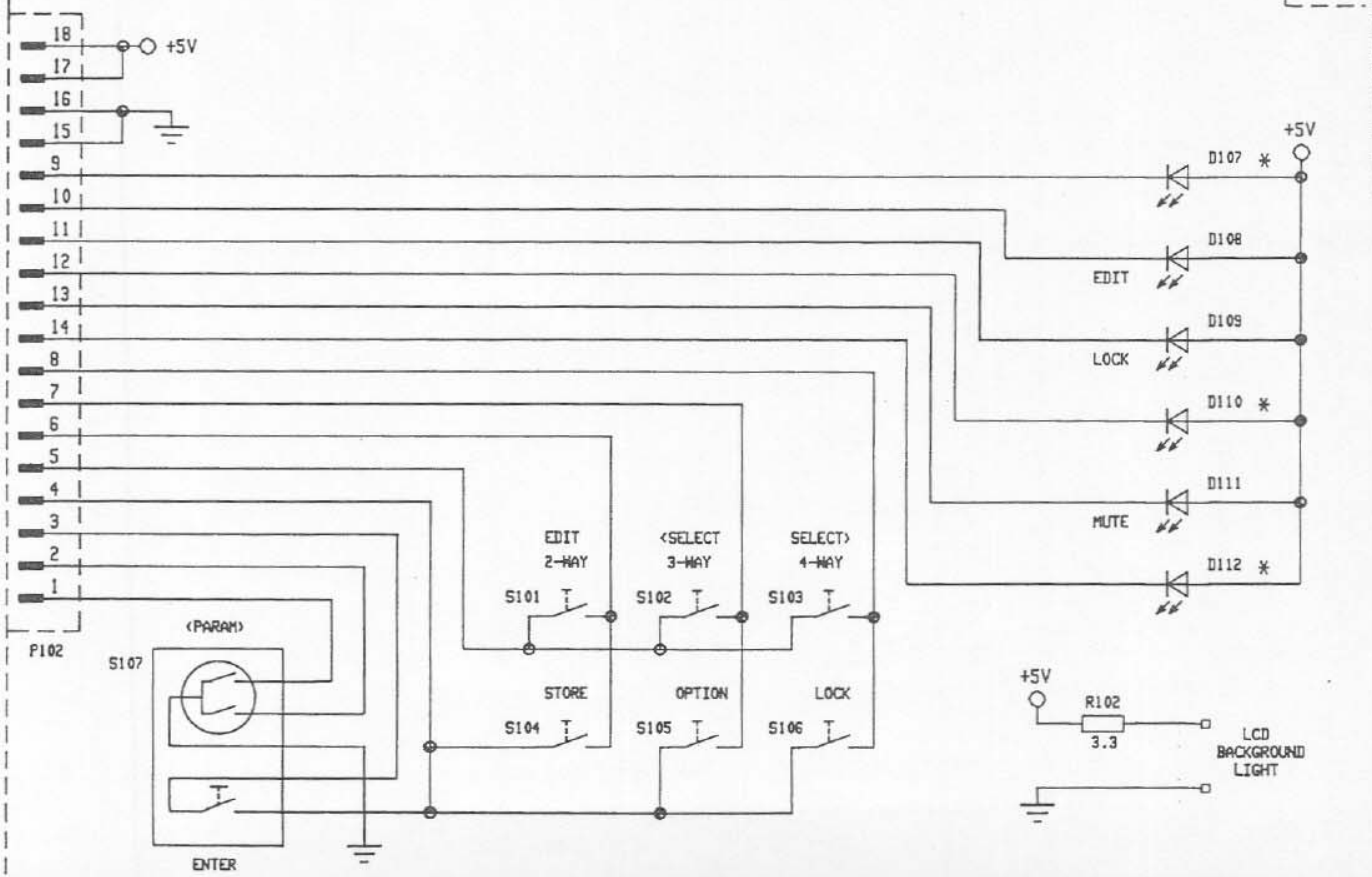 18
+5V
17
16
15
9
10
11
12
13
14
8
7
6
5
4
3
2
1
P102
+5V
D107 *
D108
EDIT
D109
LOCK
D110 *
D111
MUTE
D112 *
EDIT
2-WAY
<SELECT
3-WAY
SELECT>
4-WAY
S101
S102
S103
STORE
OPTION
LOCK
S104
S105
S106
<PARAM>
S107
ENTER
+5V
R102
3.3
LCD
BACKGROUND
LIGHT